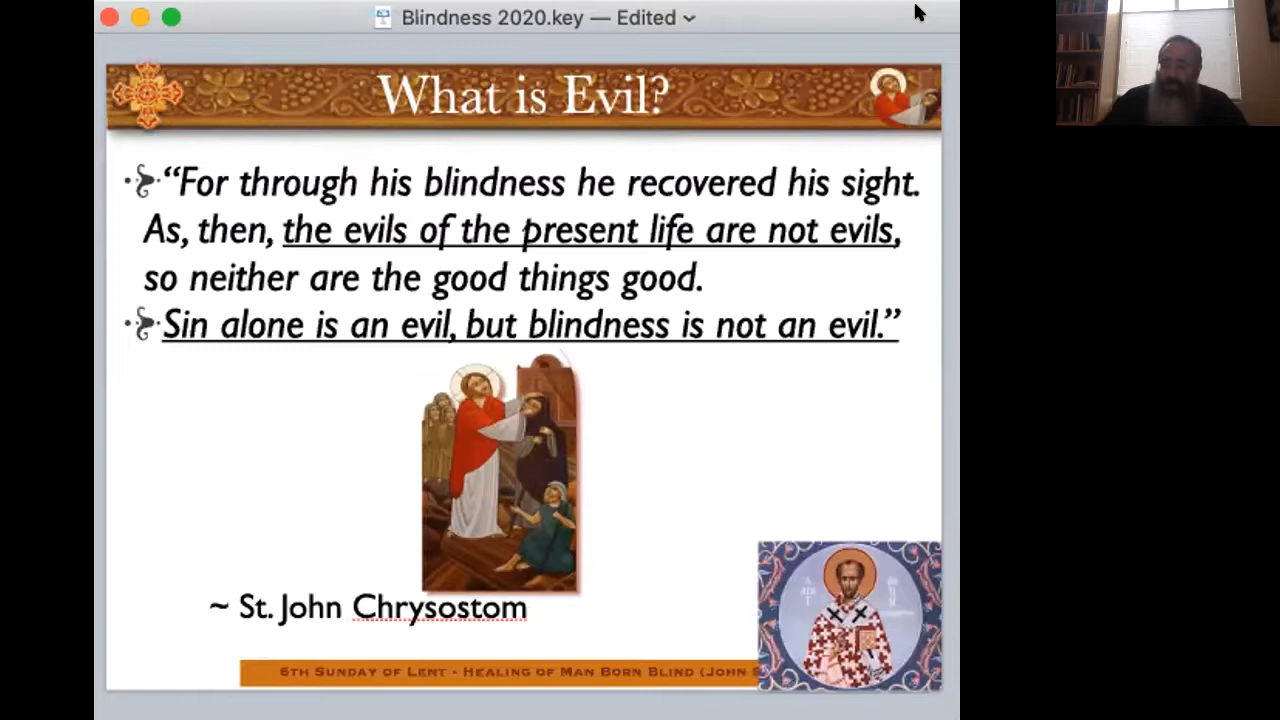 Blindness 2020.key — Edited
What is Evil?
“For through his blindness he recovered his sight.
As, then, the evils of the present life are not evils,
so neither are the good things good.
Sin alone is an evil, but blindness is not an evil.”
~ St. John Chrysostom
6th Sunday of Lent - Healing of Man Born Blind (John